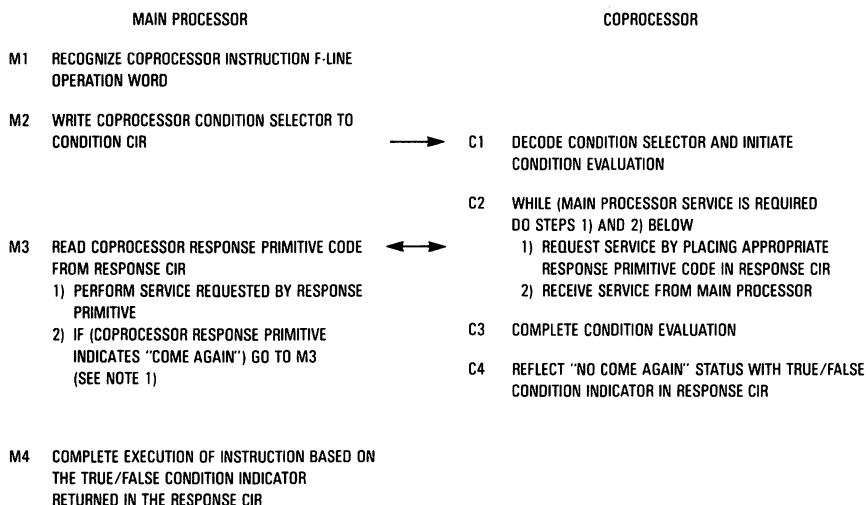 MAIN PROCESSOR
M1 RECOGNIZE COPROCESSOR INSTRUCTION F-LINE
OPERATION WORD
M2 WRITE COPROCESSOR CONDITION SELECTOR TO
CONDITION CIR
M3 READ COPROCESSOR RESPONSE PRIMITIVE CODE
FROM RESPONSE CIR
1) PERFORM SERVICE REQUESTED BY RESPONSE
PRIMITIVE
2) IF (COPROCESSOR RESPONSE PRIMITIVE
INDICATES "COME AGAIN") GO TO M3
(SEE NOTE 1)
M4 COMPLETE EXECUTION OF INSTRUCTION BASED ON
THE TRUE/FALSE CONDITION INDICATOR
RETURNED IN THE RESPONSE CIR
COPROCESSOR
C1 DECODE CONDITION SELECTOR AND INITIATE
CONDITION EVALUATION
C2 WHILE (MAIN PROCESSOR SERVICE IS REQUIRED
DO STEPS 1) AND 2) BELOW
1) REQUEST SERVICE BY PLACING APPROPRIATE
RESPONSE PRIMITIVE CODE IN RESPONSE CIR
2) RECEIVE SERVICE FROM MAIN PROCESSOR
C3 COMPLETE CONDITION EVALUATION
C4 REFLECT "NO COME AGAIN" STATUS WITH TRUE/FALSE
CONDITION INDICATOR IN RESPONSE CIR